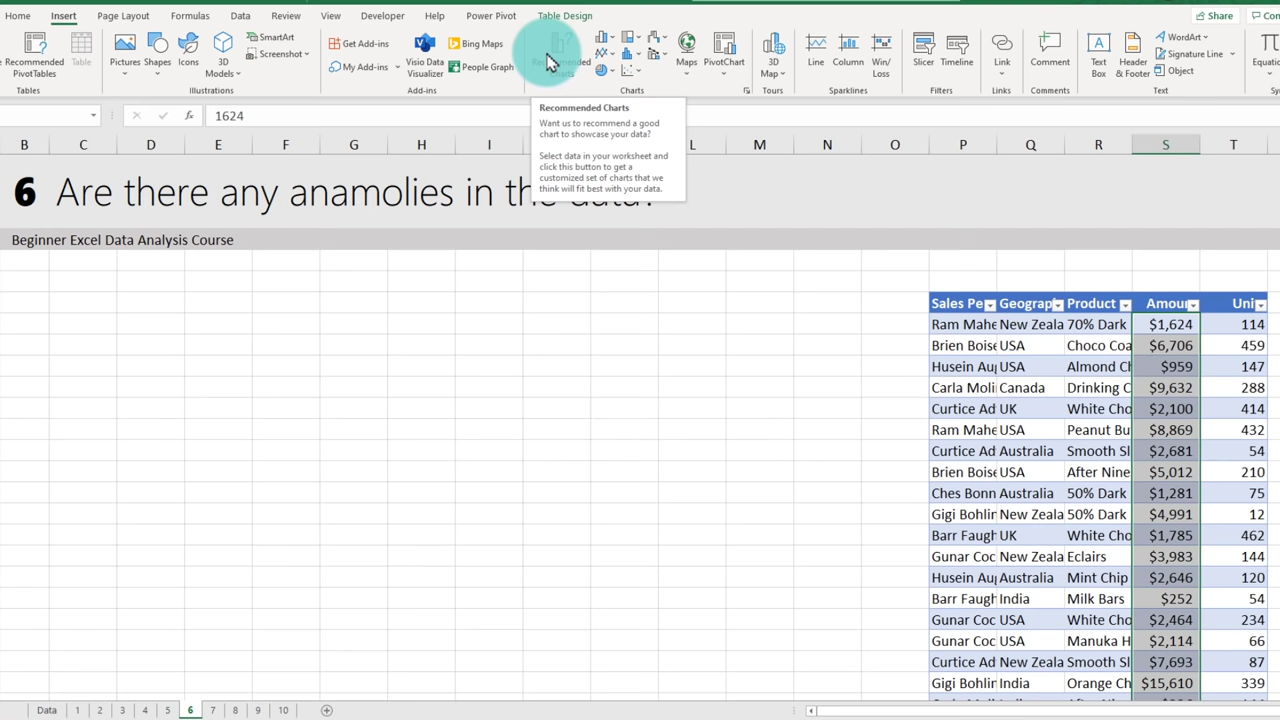 Home Insert Page Layout Formulas Data Review View Developer Help Power Pivot Table Design Share
Recommended PivotTables
Table
Tables
Pictures
Shapes
Icons
3D Models
SmartArt
Screenshot
Illustrations
Get Add-ins
My Add-ins
Visio Data Visualizer
Bing Maps
People Graph
Add-ins
Recommended Charts
Maps
PivotChart
Charts
3D Map
Tours
Line
Column
Win/ Loss
Sparklines
Slicer
Timeline
Filters
Link
Links
Comment
Comments
Text Box
Header & Footer
WordArt
Signature Line
Object
Text
1624
Recommended Charts
Want us to recommend a good
chart to showcase your data?
Select data in your worksheet and
click this button to get a
customized set of charts that we
think will fit best with your data.
B C D E F G H I L M N O P Q R S T
6 Are there any anamolies in the data?
Beginner Excel Data Analysis Course
Sales Pe Geograp Product Amou Uni
Ram Mahe New Zeala 70% Dark $1,624 114
Brien Boise USA Choco Coa $6,706 459
Husein Au USA Almond Ch $959 147
Carla Moli Canada Drinking C $9,632 288
Curtice Ad UK White Cho $2,100 414
Ram Mahe USA Peanut Bu $8,869 432
Curtice Ad Australia Smooth Sl $2,681 54
Brien Boise USA After Nine $5,012 210
Ches Bonn Australia 50% Dark $1,281 75
Gigi Bohlin New Zeala 50% Dark $4,991 12
Barr Faugh UK White Cho $1,785 462
Gunar Coc New Zeala Eclairs $3,983 144
Husein Au Australia Mint Chip $2,646 120
Barr Faugh India Milk Bars $252 54
Gunar Coc USA White Cho $2,464 234
Gunar Coc USA Manuka H $2,114 66
Curtice Ad New Zeala Smooth Sl $7,693 87
Gigi Bohlin India Orange Ch $15,610 339
Data 1 2 3 4 5 6 7 8 9 10